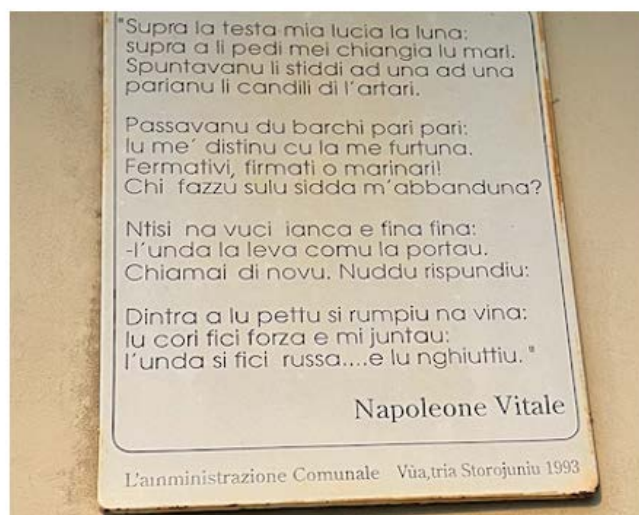 "Supra la testa mia lucia la luna:
supra a li pedi mei chiangia lu mari.
Spuntavanu li stiddi ad una ad una
parianu li candili di l'artari.
Passavanu du barchi pari pari:
lu me' distinu cu la me furtuna.
Fermativi, firmati o marinari!
Chi fazzu sulu sidda m'abbanduna?
Ntisi na vuci ianca e fina fina:
-l'unda la leva comu la portau.
Chiamai di novu. Nuddu rispundiu:
Dintra a lu pettu si rumpiu na vina:
lu cori fici forza e mi juntau:
l'unda si fici russa....e lu nghiuttiu."
Napoleone Vitale
L'amministrazione Comunale Vùa,tria Storojuniu 1993